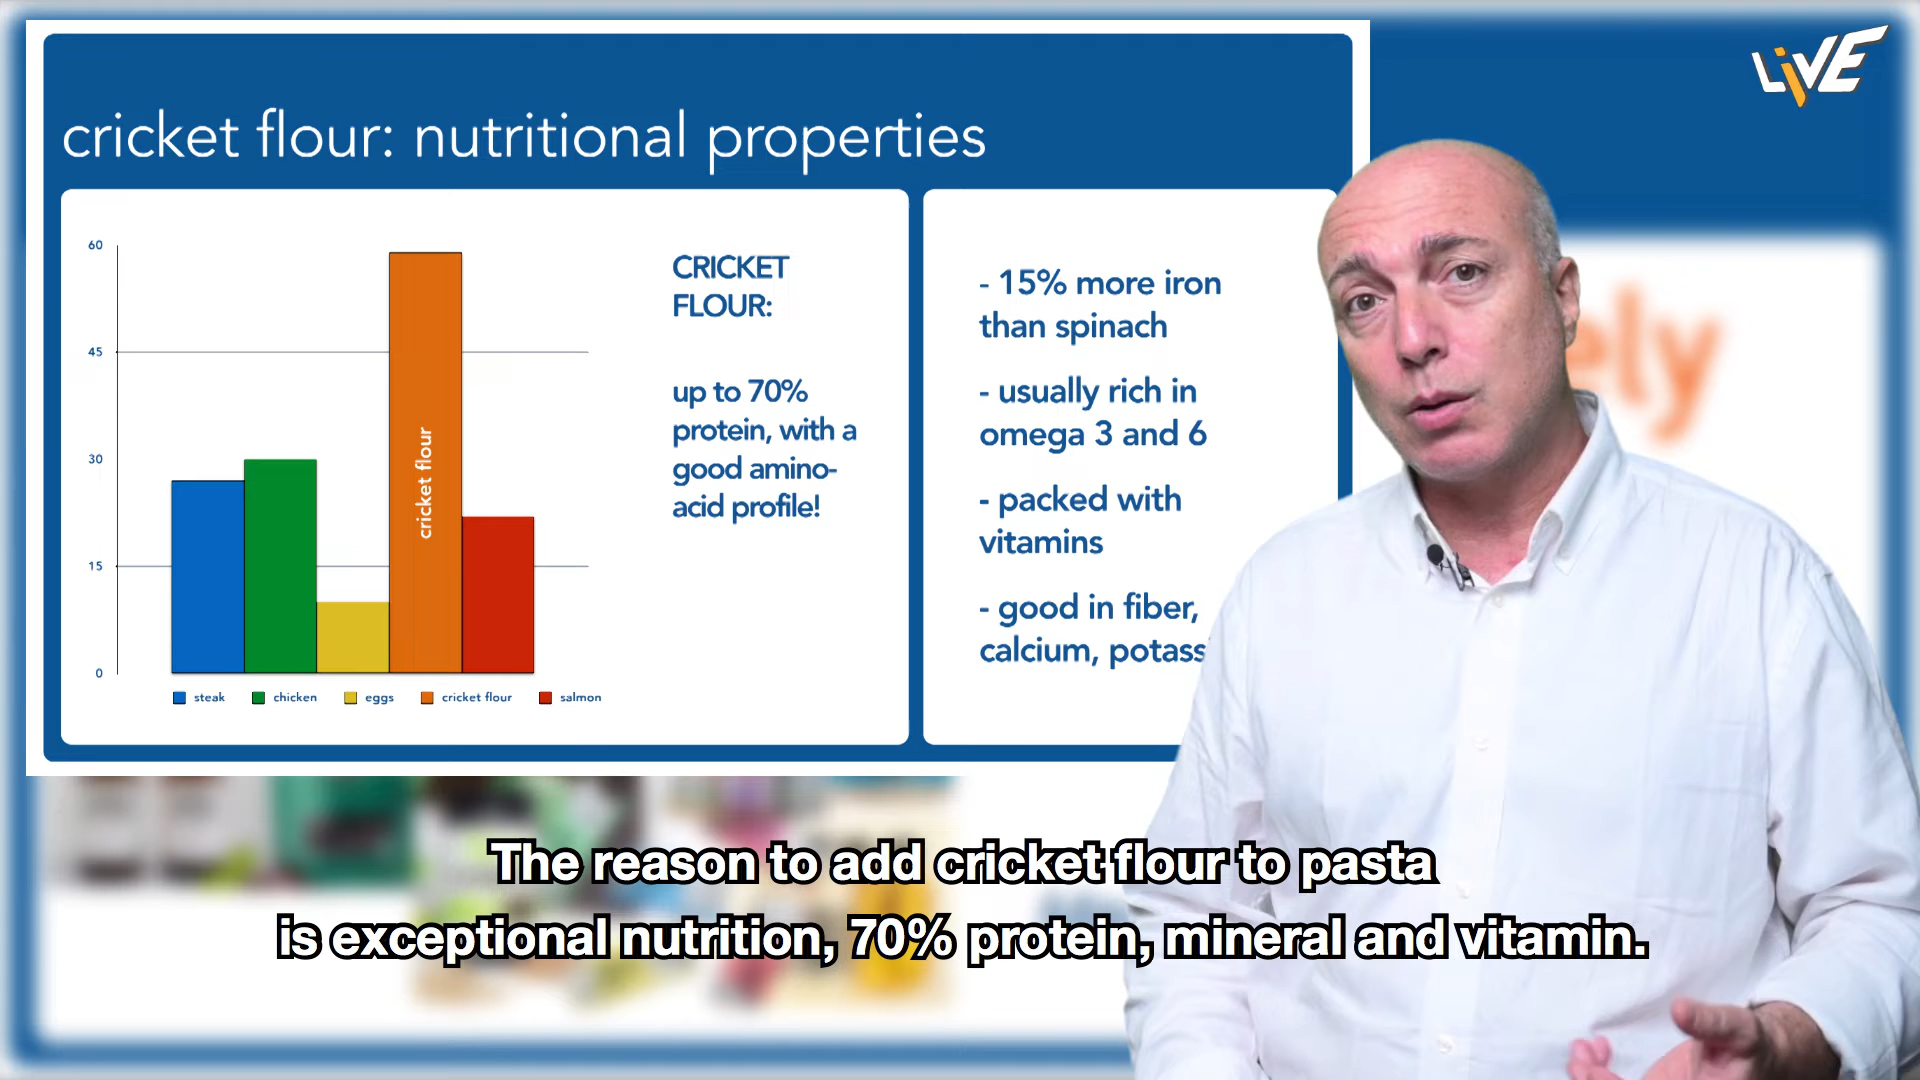 LiVE
cricket flour: nutritional properties
60
45
30
15
0
cricket flour
steak
chicken
eggs
cricket flour
salmon
CRICKET
FLOUR:
up to 70%
protein, with a
good amino-
acid profile!
- 15% more iron
than spinach
- usually rich in
omega 3 and 6
- packed with
vitamins
- good in fiber,
calcium, potass
ely
The reason to add cricket flour to pasta
is exceptional nutrition, 70% protein, mineral and vitamin.